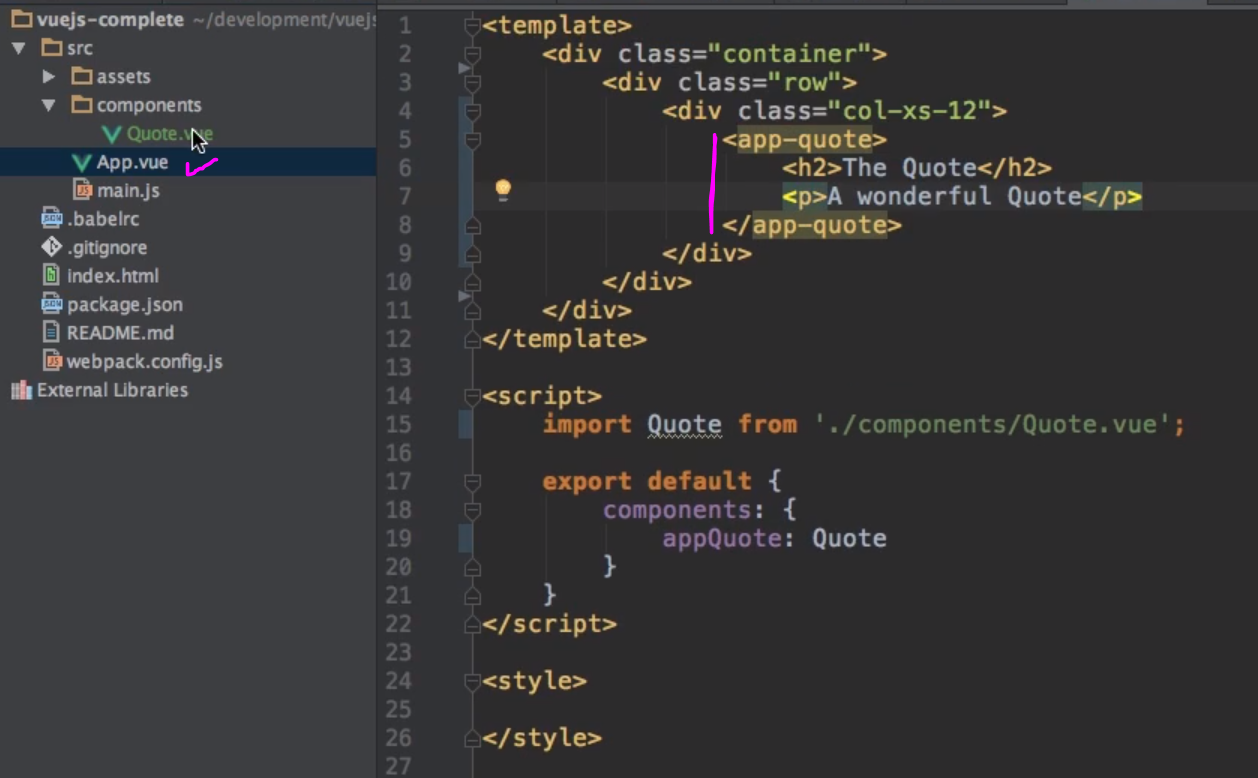 vuejs-complete ~/development/vuejs
src
assets
components
Quote.vue
App.vue
main.js
.babelrc
.gitignore
index.html
package.json
README.md
webpack.config.js
External Libraries
1 <template>
2 <div class="container">
3 <div class="row">
4 <div class="col-xs-12">
5 <app-quote>
6 <h2>The Quote</h2>
7 <p>A wonderful Quote</p>
8 </app-quote>
9 </div>
10 </div>
11 </div>
12 </template>
13
14 <script>
15 import Quote from './components/Quote.vue';
16
17 export default {
18 components: {
19 appQuote: Quote
20 }
21 }
22 </script>
23
24 <style>
25
26 </style>
27